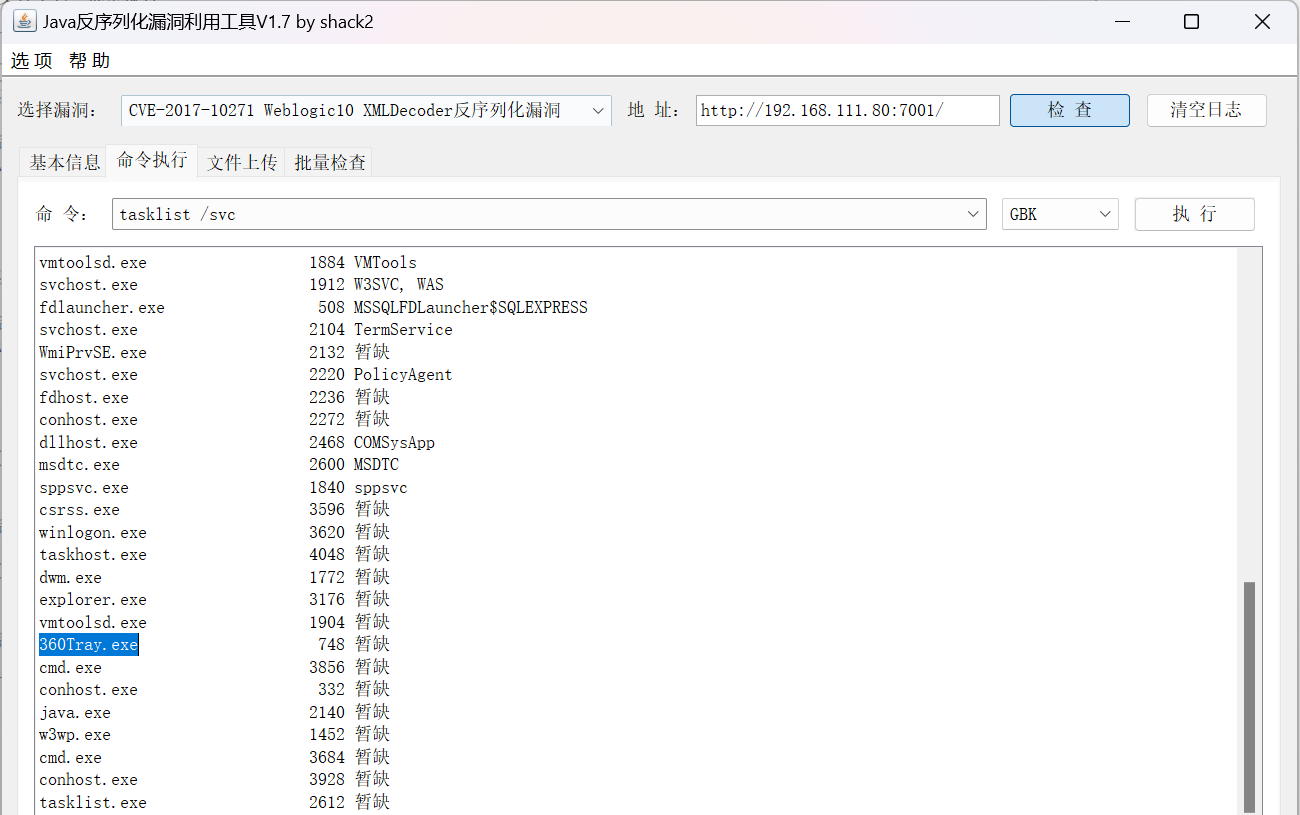 Java反序列化漏洞利用工具V1.7 by shack2
选项 帮助
选择漏洞： CVE-2017-10271 Weblogic10 XMLDecoder反序列化漏洞 地 址： http://192.168.111.80:7001/ 检 查 清空日志
基本信息 命令执行 文件上传 批量检查
命 令： tasklist /svc GBK 执 行
vmtoolsd.exe 1884 VMTools
svchost.exe 1912 W3SVC, WAS
fdlauncher.exe 508 MSSQLFDLauncher$SQLEXPRESS
svchost.exe 2104 TermService
WmiPrvSE.exe 2132 暂缺
svchost.exe 2220 PolicyAgent
fdhost.exe 2236 暂缺
conhost.exe 2272 暂缺
dllhost.exe 2468 COMSysApp
msdtc.exe 2600 MSDTC
sppsvc.exe 1840 sppsvc
csrss.exe 3596 暂缺
winlogon.exe 3620 暂缺
taskhost.exe 4048 暂缺
dwm.exe 1772 暂缺
explorer.exe 3176 暂缺
vmtoolsd.exe 1904 暂缺
360Tray.exe 748 暂缺
cmd.exe 3856 暂缺
conhost.exe 332 暂缺
java.exe 2140 暂缺
w3wp.exe 1452 暂缺
cmd.exe 3684 暂缺
conhost.exe 3928 暂缺
tasklist.exe 2612 暂缺